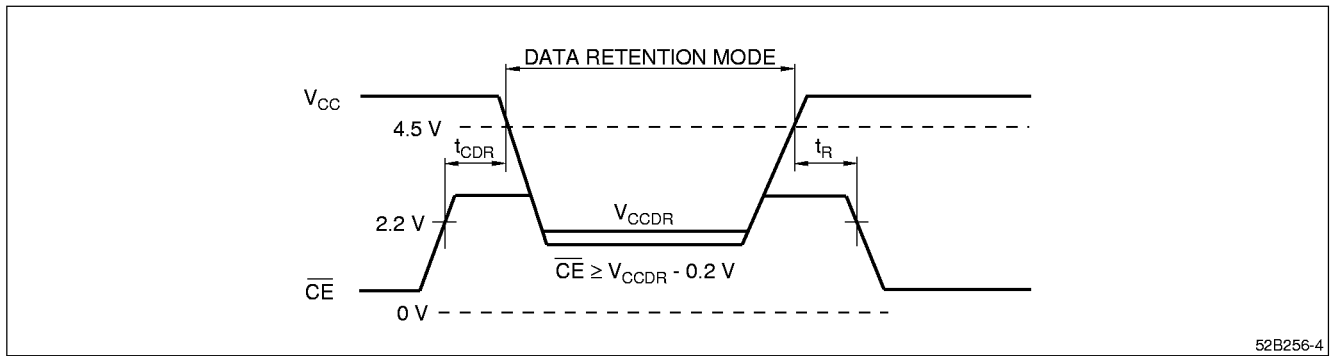 DATA RETENTION MODE
VCC
4.5 V
tCDR
tR
2.2 V
VCCDR
CE ≥ VCCDR - 0.2 V
CE
0 V
52B256-4